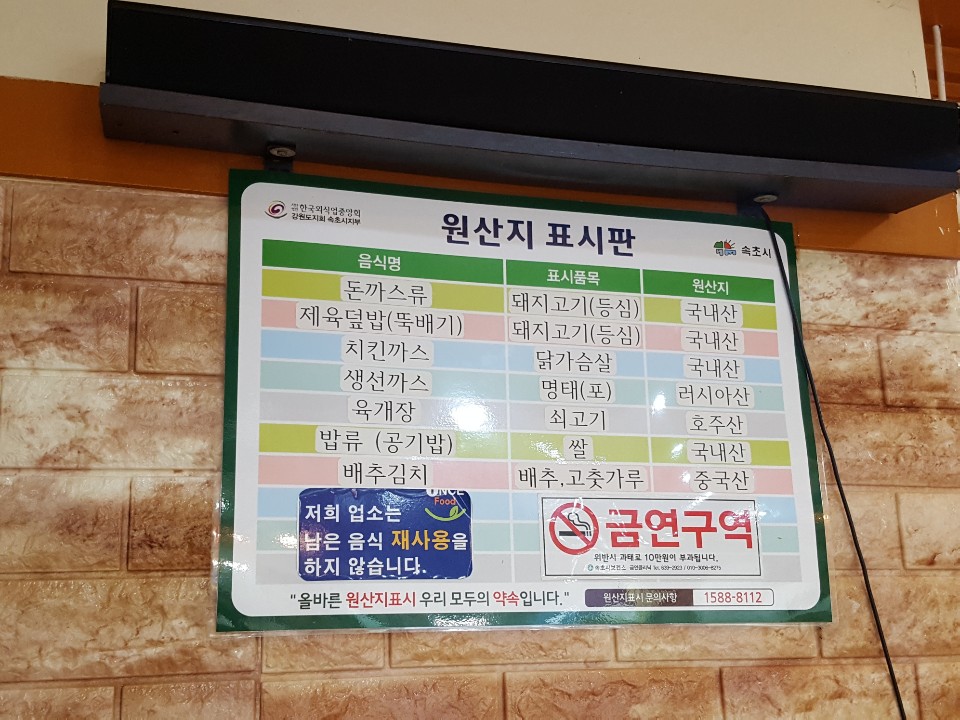 한국외식업중앙회
강원도지회 속초시지부
원산지 표시판
속초시
음식명 표시품목 원산지
돈까스류 돼지고기(등심) 국내산
제육덮밥(뚝배기) 돼지고기(등심) 국내산
치킨까스 닭가슴살 국내산
생선까스 명태(포) 러시아산
육개장 쇠고기 호주산
밥류 (공기밥) 쌀 국내산
배추김치 배추,고춧가루 중국산
Food
저희 업소는
남은 음식 재사용을
하지 않습니다.
금연구역
위반시 과태료 10만원이 부과됩니다.
"올바른 원산지표시 우리 모두의 약속입니다."
원산지표시 문의사항 1588-8112